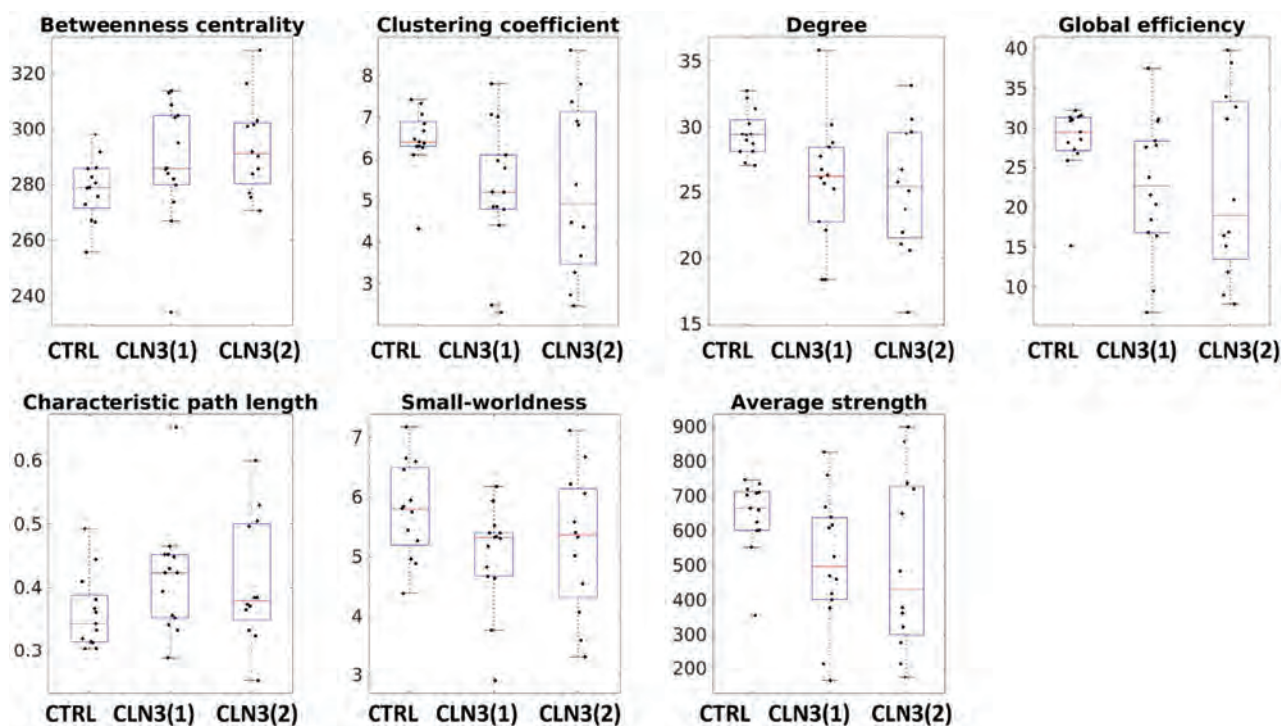 Betweenness centrality
320
300
280
260
240
CTRL CLN3(1) CLN3(2)
Clustering coefficient
8
7
6
5
4
3
CTRL CLN3(1) CLN3(2)
Degree
35
30
25
20
15
CTRL CLN3(1) CLN3(2)
Global efficiency
40
35
30
25
20
15
10
CTRL CLN3(1) CLN3(2)
Characteristic path length
0.6
0.5
0.4
0.3
CTRL CLN3(1) CLN3(2)
Small-worldness
7
6
5
4
3
CTRL CLN3(1) CLN3(2)
Average strength
900
800
700
600
500
400
300
200
CTRL CLN3(1) CLN3(2)